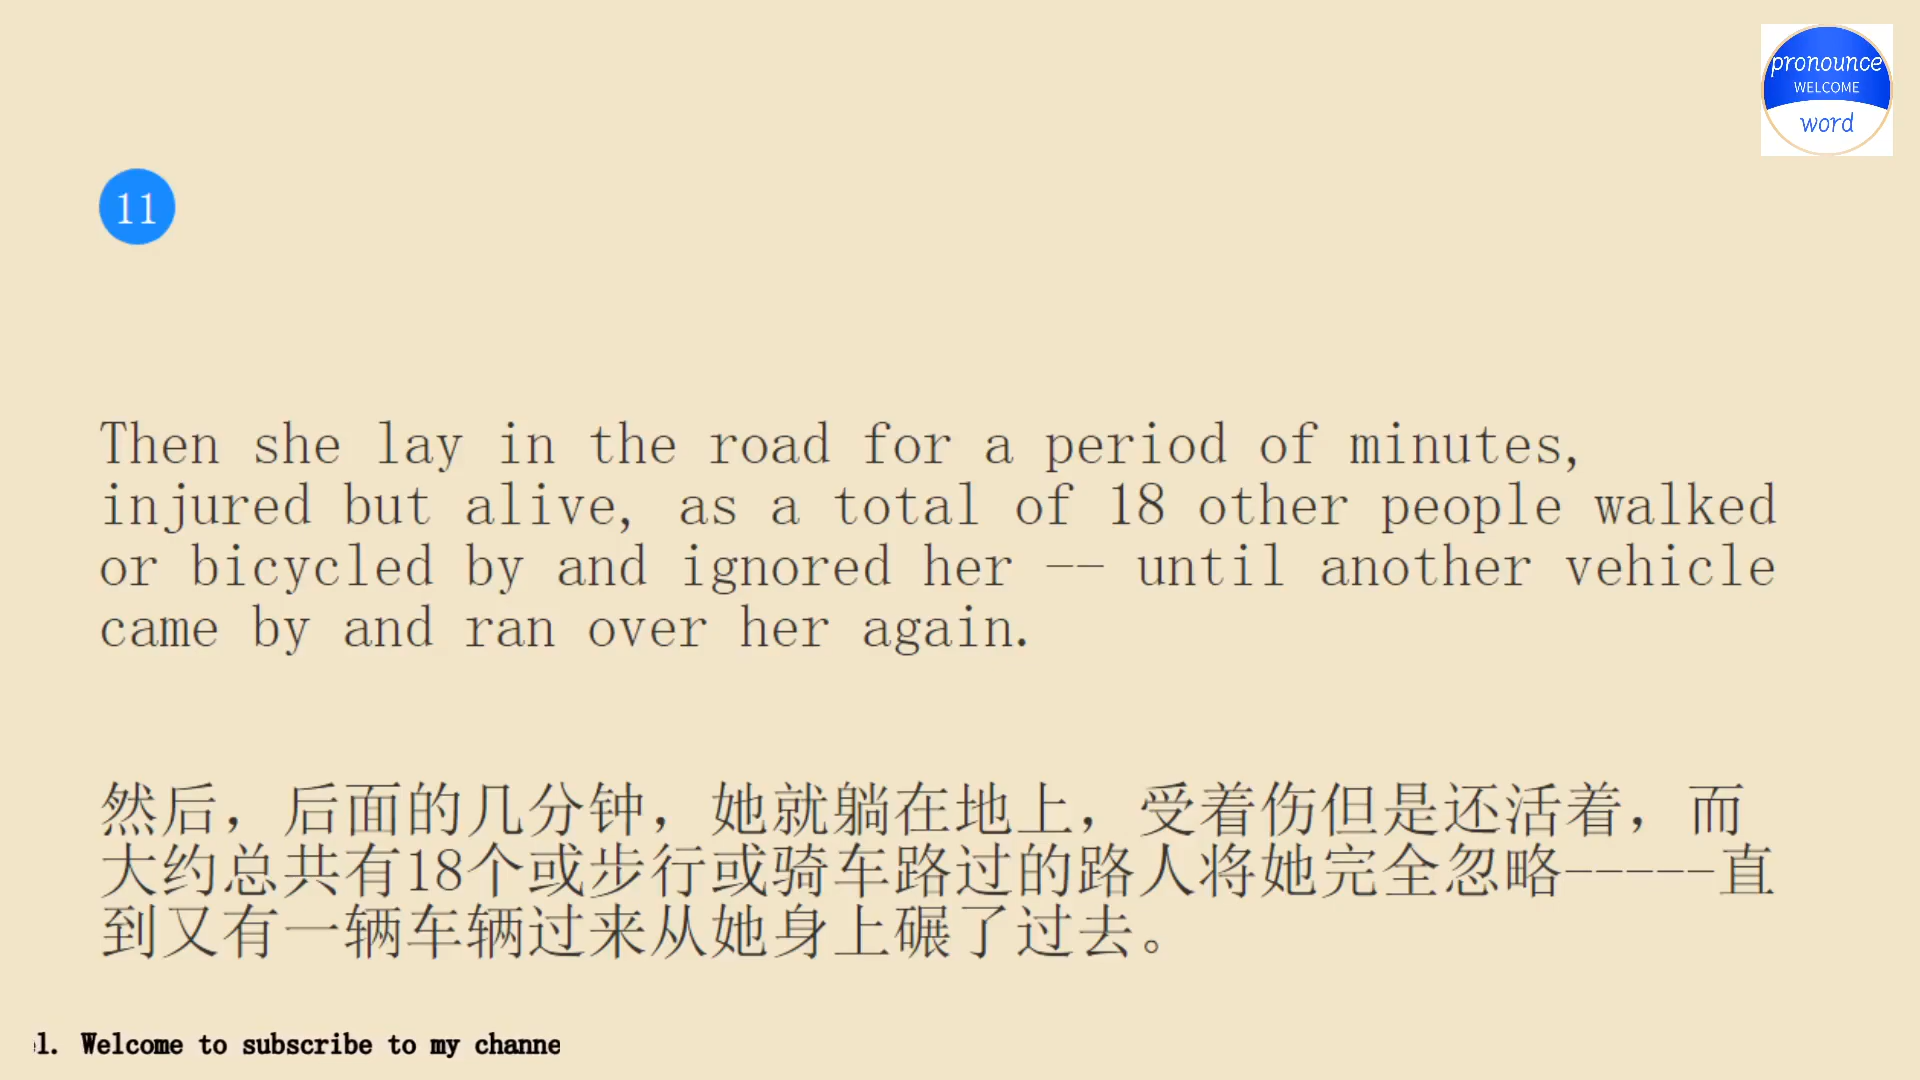 pronounce
WELCOME
word
11
Then she lay in the road for a period of minutes,
injured but alive, as a total of 18 other people walked
or bicycled by and ignored her -- until another vehicle
came by and ran over her again.
然后，后面的几分钟，她就躺在地上，受着伤但是还活着，而
大约总共有18个或步行或骑车路过的路人将她完全忽略-----直
到又有一辆车辆过来从她身上碾了过去。
el. Welcome to subscribe to my channe